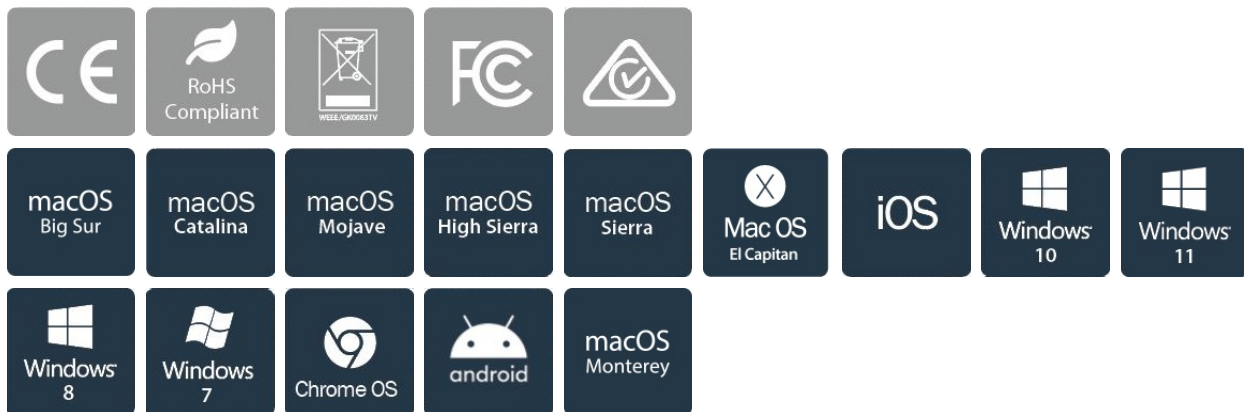 CE
RoHS
Compliant
WEEE/GK0063TV
FC
macOS
Big Sur
macOS
Catalina
macOS
Mojave
macOS
High Sierra
macOS
Sierra
X
Mac OS
El Capitan
iOS
Windows
10
Windows
11
Windows
8
Windows
7
Chrome OS
android
macOS
Monterey